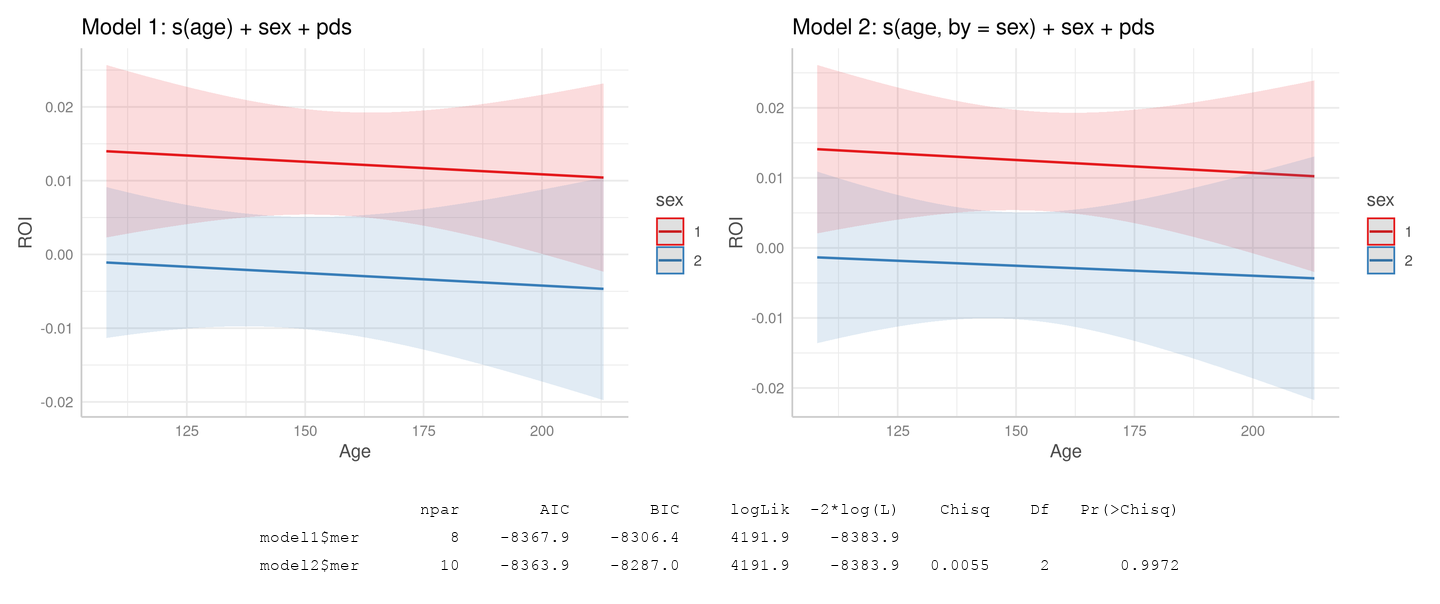 Model 1: s(age) + sex + pds
0.02
0.01
0.00
-0.01
-0.02
ROI
125 150 175 200
Age
sex
1
2
Model 2: s(age, by = sex) + sex + pds
0.02
0.01
0.00
-0.01
-0.02
ROI
125 150 175 200
Age
sex
1
2
npar AIC BIC logLik -2*log(L) Chisq Df Pr(>Chisq)
model1$mer 8 -8367.9 -8306.4 4191.9 -8383.9
model2$mer 10 -8363.9 -8287.0 4191.9 -8383.9 0.0055 2 0.9972